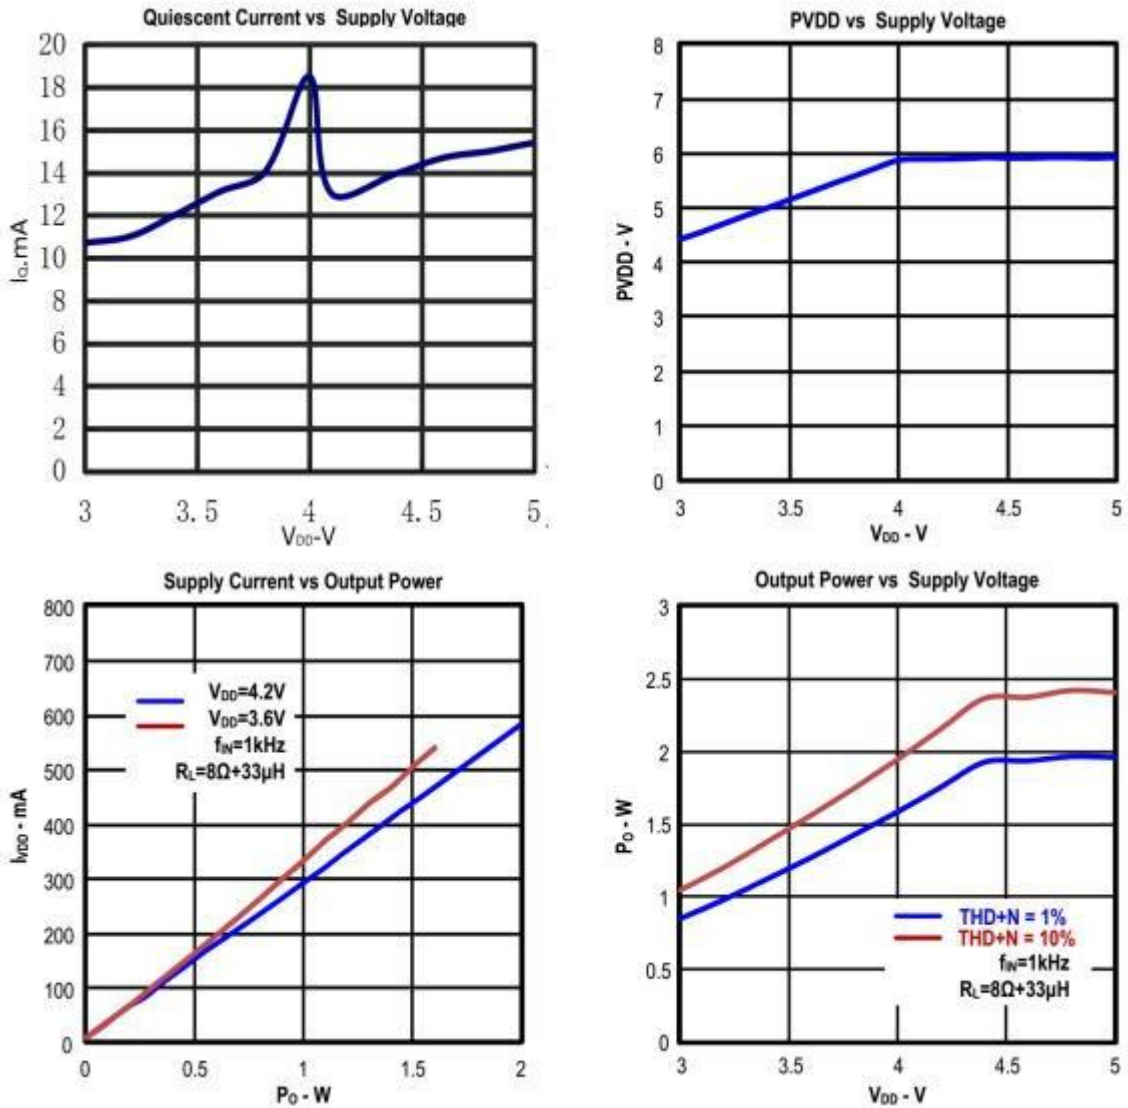 Quiescent Current vs Supply Voltage
20
18
16
14
12
10
8
6
4
2
0
3 3.5 4 4.5 5
IQ.mA
VDD-V
PVDD vs Supply Voltage
8
7
6
5
4
3
2
1
0
3 3.5 4 4.5 5
PVDD - V
VDD - V
Supply Current vs Output Power
800
700
600
500
400
300
200
100
0
0 0.5 1 1.5 2
IVDD - mA
PO - W
VDD=4.2V
VDD=3.6V
fIN=1kHz
RL=8Ω+33µH
Output Power vs Supply Voltage
3
2.5
2
1.5
1
0.5
0
3 3.5 4 4.5 5
PO - W
VDD - V
THD+N = 1%
THD+N = 10%
fIN=1kHz
RL=8Ω+33µH